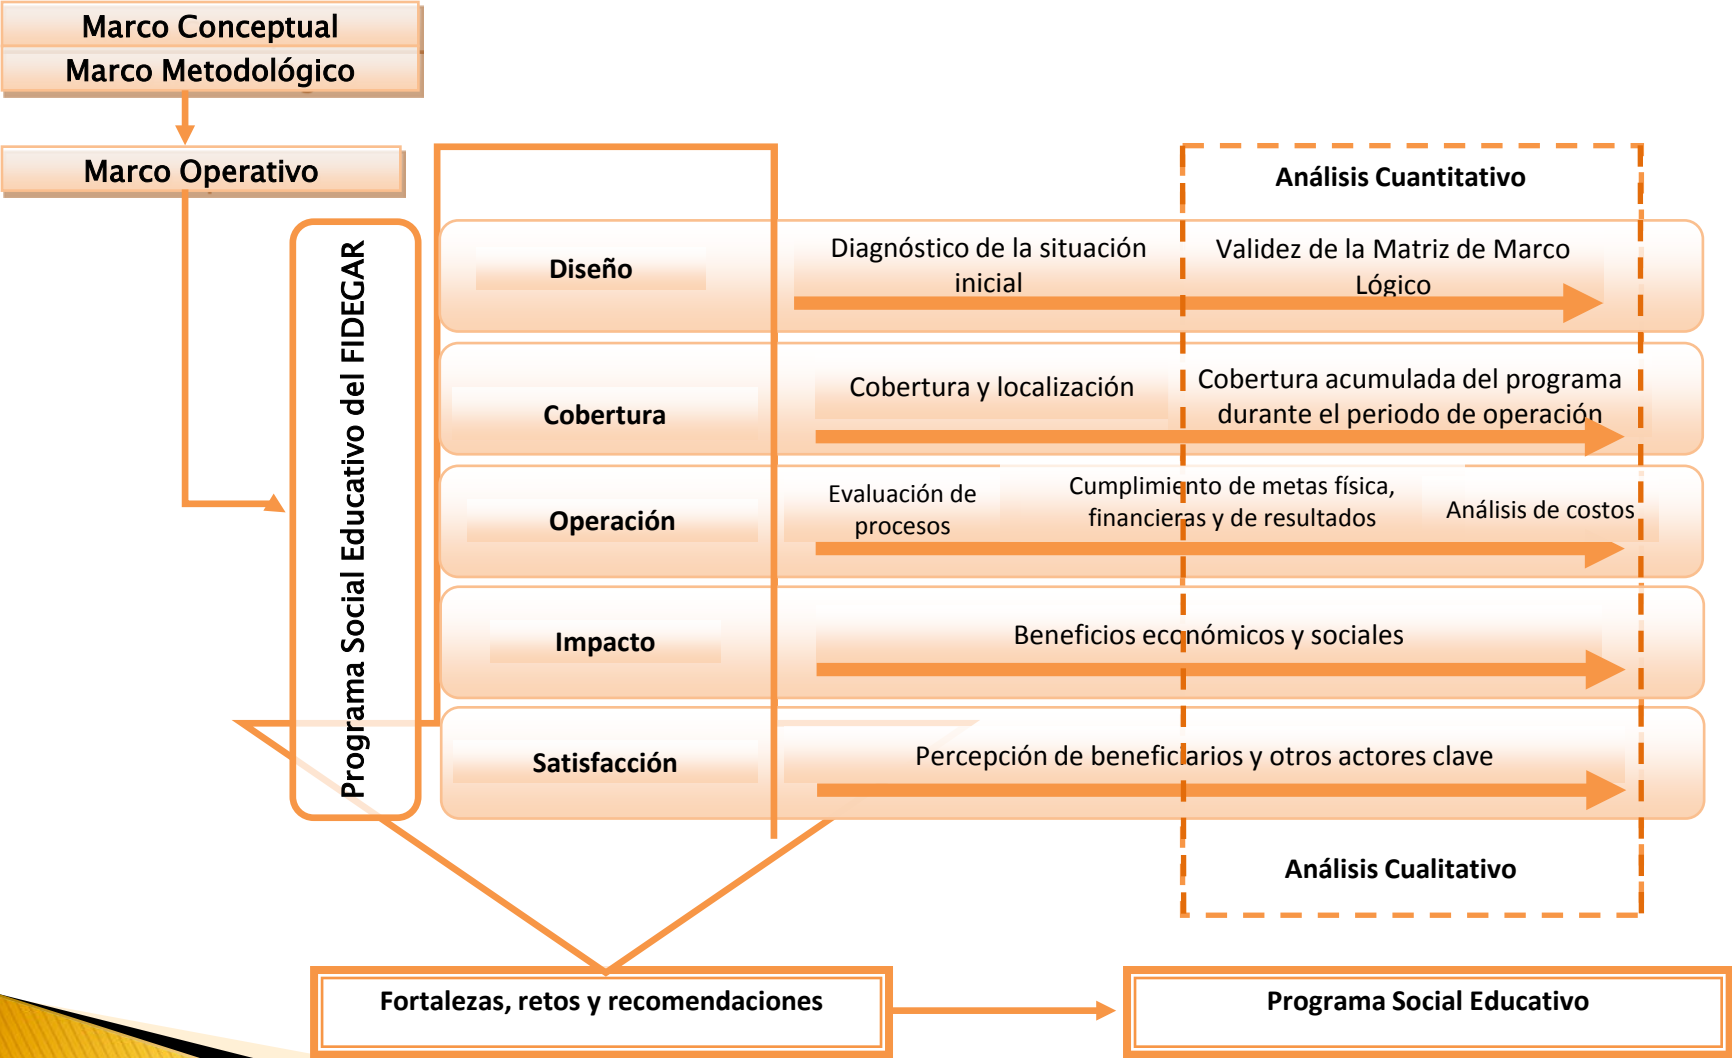 Marco Conceptual
Marco Metodológico
Marco Operativo
Programa Social Educativo del FIDEGAR
Análisis Cuantitativo
Diseño
Diagnóstico de la situación
inicial
Validez de la Matriz de Marco
Lógico
Cobertura
Cobertura y localización
Cobertura acumulada del programa
durante el periodo de operación
Operación
Evaluación de
procesos
Cumplimiento de metas física,
financieras y de resultados
Análisis de costos
Impacto
Beneficios económicos y sociales
Satisfacción
Percepción de beneficiarios y otros actores clave
Análisis Cualitativo
Fortalezas, retos y recomendaciones
Programa Social Educativo